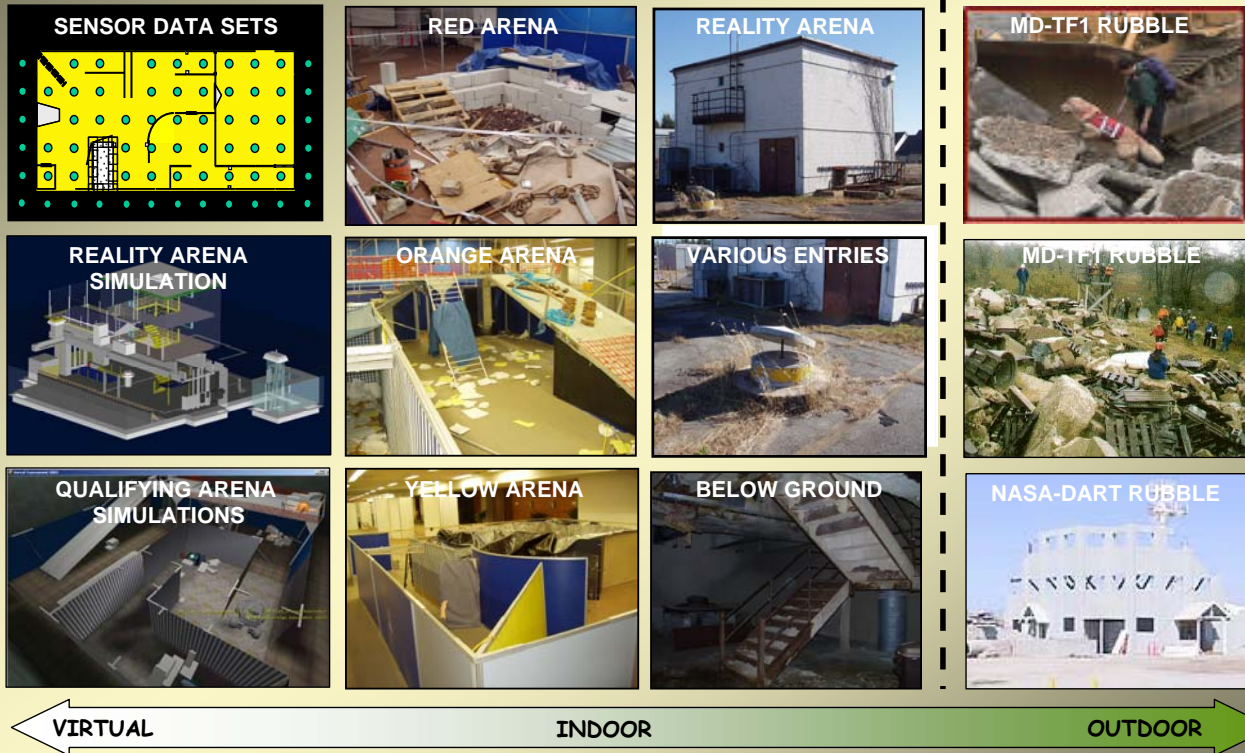 SENSOR DATA SETS
RED ARENA
REALITY ARENA
MD-TF1 RUBBLE
REALITY ARENA
SIMULATION
ORANGE ARENA
VARIOUS ENTRIES
MD-TF1 RUBBLE
QUALIFYING ARENA
SIMULATIONS
YELLOW ARENA
BELOW GROUND
NASA-DART RUBBLE
VIRTUAL
INDOOR
OUTDOOR